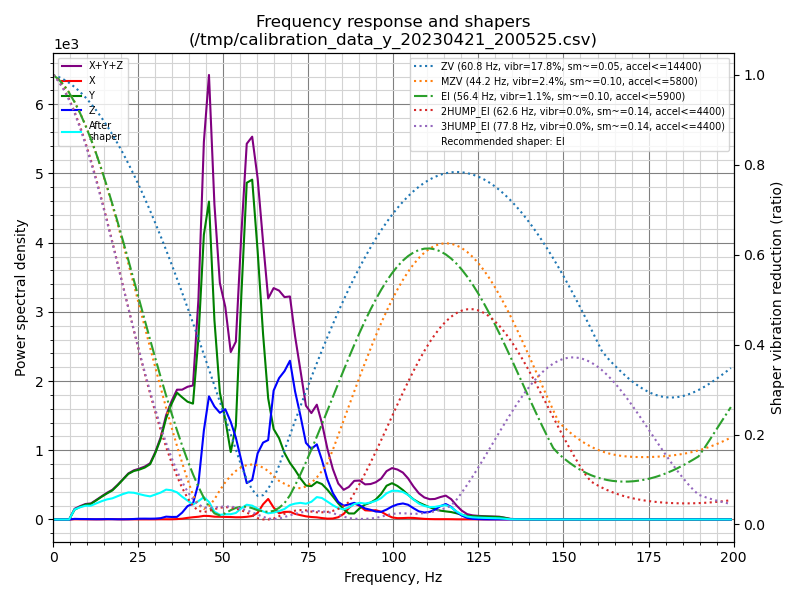 Frequency response and shapers
(/tmp/calibration_data_y_20230421_200525.csv)
1e3
X+Y+Z
X
Y
Z
After
shaper
ZV (60.8 Hz, vibr=17.8%, sm~=0.05, accel<=14400)
MZV (44.2 Hz, vibr=2.4%, sm~=0.10, accel<=5800)
EI (56.4 Hz, vibr=1.1%, sm~=0.10, accel<=5900)
2HUMP_EI (62.6 Hz, vibr=0.0%, sm~=0.14, accel<=4400)
3HUMP_EI (77.8 Hz, vibr=0.0%, sm~=0.14, accel<=4400)
Recommended shaper: EI
Power spectral density
6
5
4
3
2
1
0
1.0
0.8
0.6
0.4
0.2
0.0
Shaper vibration reduction (ratio)
0 25 50 75 100 125 150 175 200
Frequency, Hz